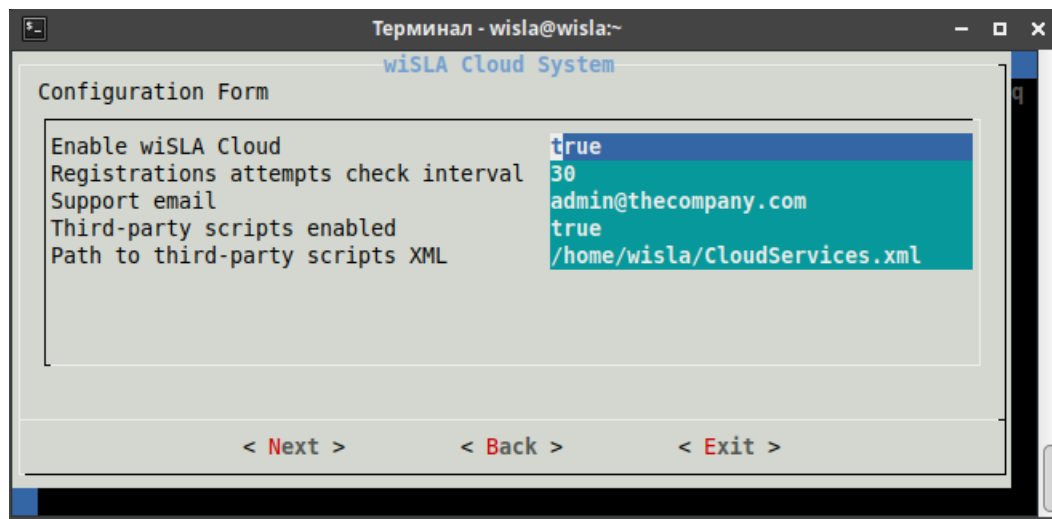 Терминал - wisla@wisla:~
wiSLA Cloud System
Configuration Form
q
Enable wiSLA Cloud true
Registrations attempts check interval 30
Support email admin@thecompany.com
Third-party scripts enabled true
Path to third-party scripts XML /home/wisla/CloudServices.xml
< Next > < Back > < Exit >